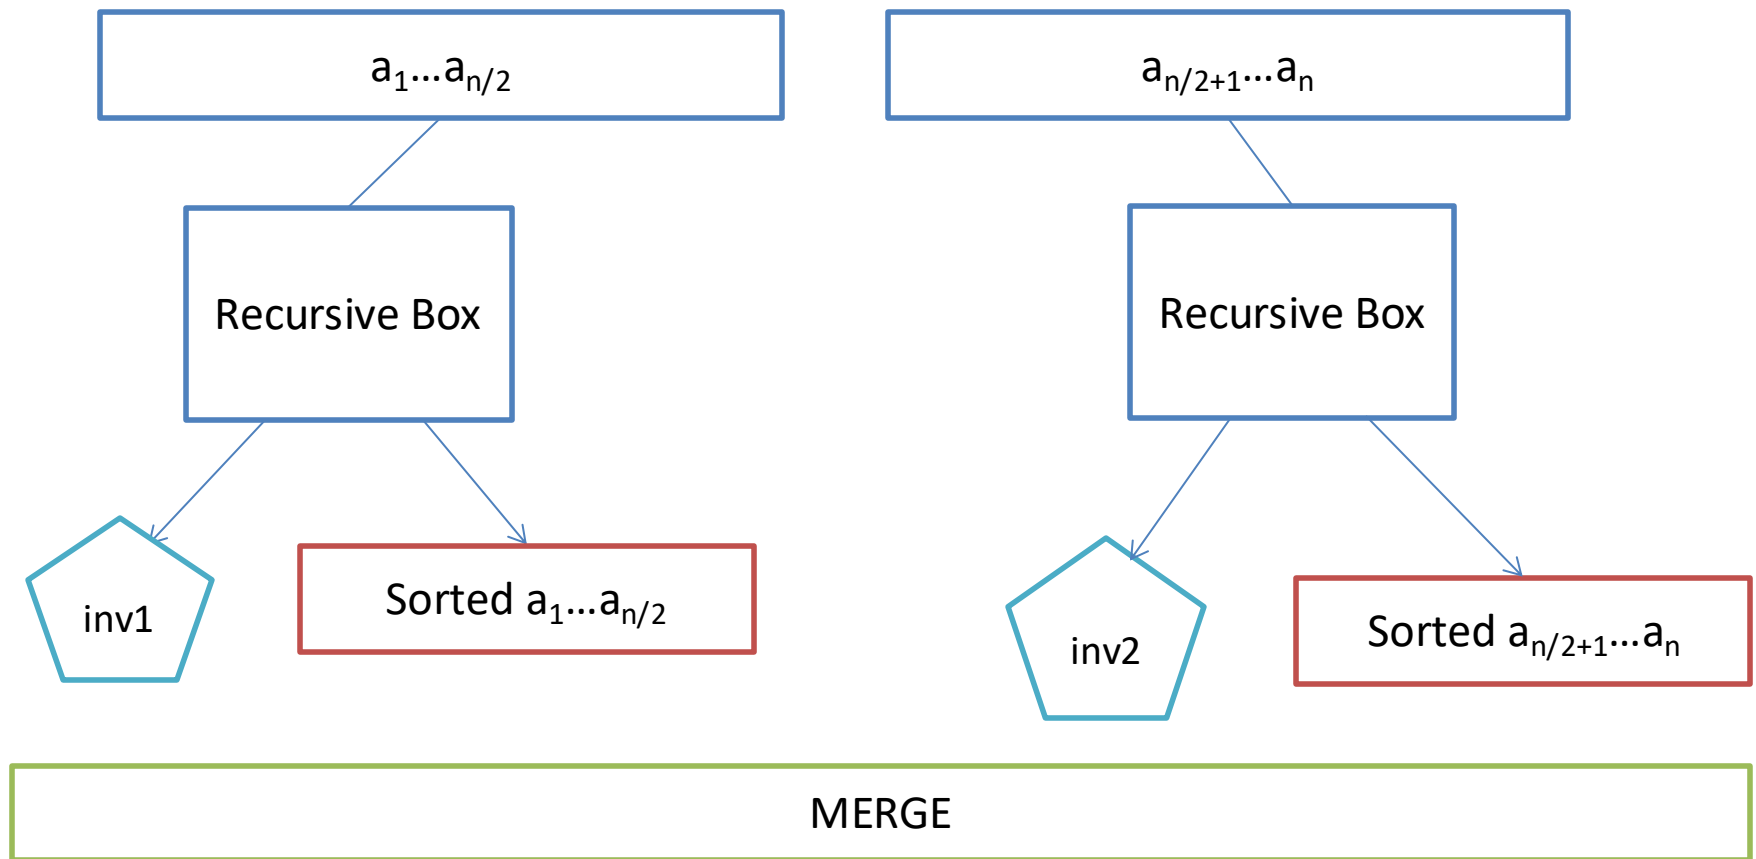 a₁…aₙ/₂
aₙ/₂₊₁…aₙ
Recursive Box
Recursive Box
inv1
Sorted a₁…aₙ/₂
inv2
Sorted aₙ/₂₊₁…aₙ
MERGE